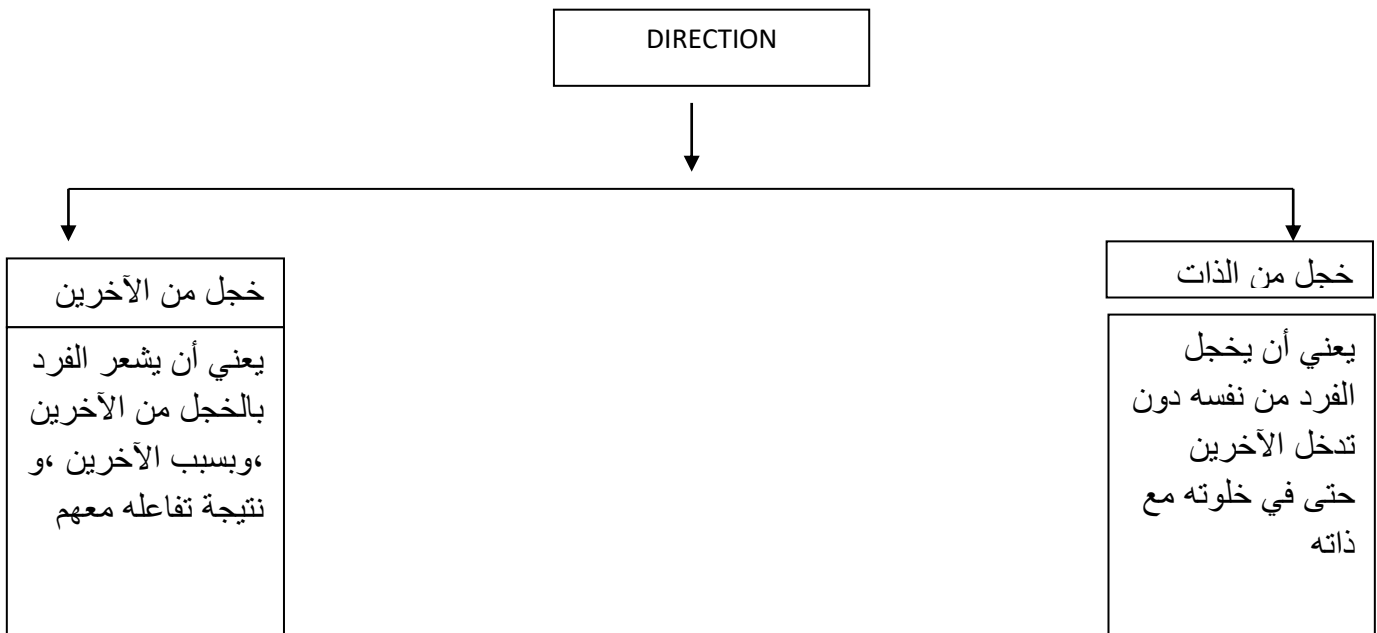 DIRECTION
خجل من الذات
يعني أن يخجل
الفرد من نفسه دون
تدخل الآخرين
حتى في خلوته مع
ذاته
خجل من الآخرين
يعني أن يشعر الفرد
بالخجل من الآخرين
،وبسبب الآخرين ،و
نتيجة تفاعله معهم